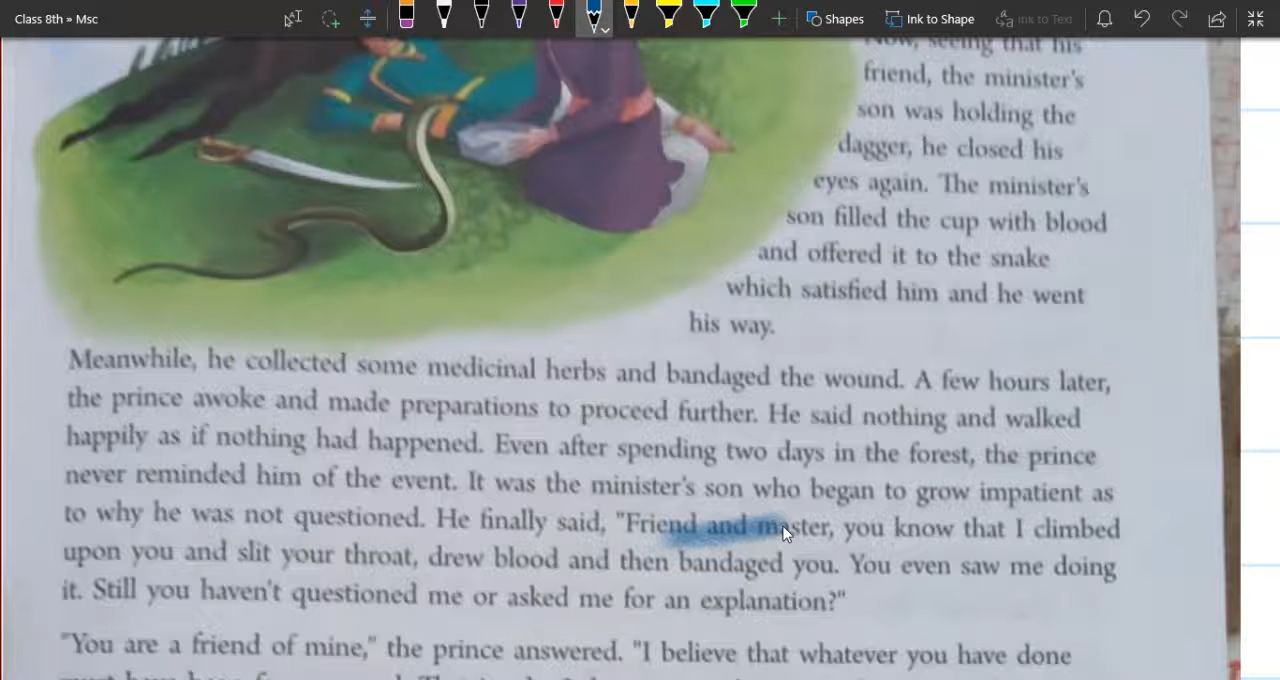 Class 8th » Msc
Shapes
Ink to Shape
Ink to Text
Now, seeing that his
friend, the minister's
son was holding the
dagger, he closed his
eyes again. The minister's
son filled the cup with blood
and offered it to the snake
which satisfied him and he went
his way.
Meanwhile, he collected some medicinal herbs and bandaged the wound. A few hours later,
the prince awoke and made preparations to proceed further. He said nothing and walked
happily as if nothing had happened. Even after spending two days in the forest, the prince
never reminded him of the event. It was the minister's son who began to grow impatient as
to why he was not questioned. He finally said, "Friend and master, you know that I climbed
upon you and slit your throat, drew blood and then bandaged you. You even saw me doing
it. Still you haven't questioned me or asked me for an explanation?"
"You are a friend of mine," the prince answered. "I believe that whatever you have done